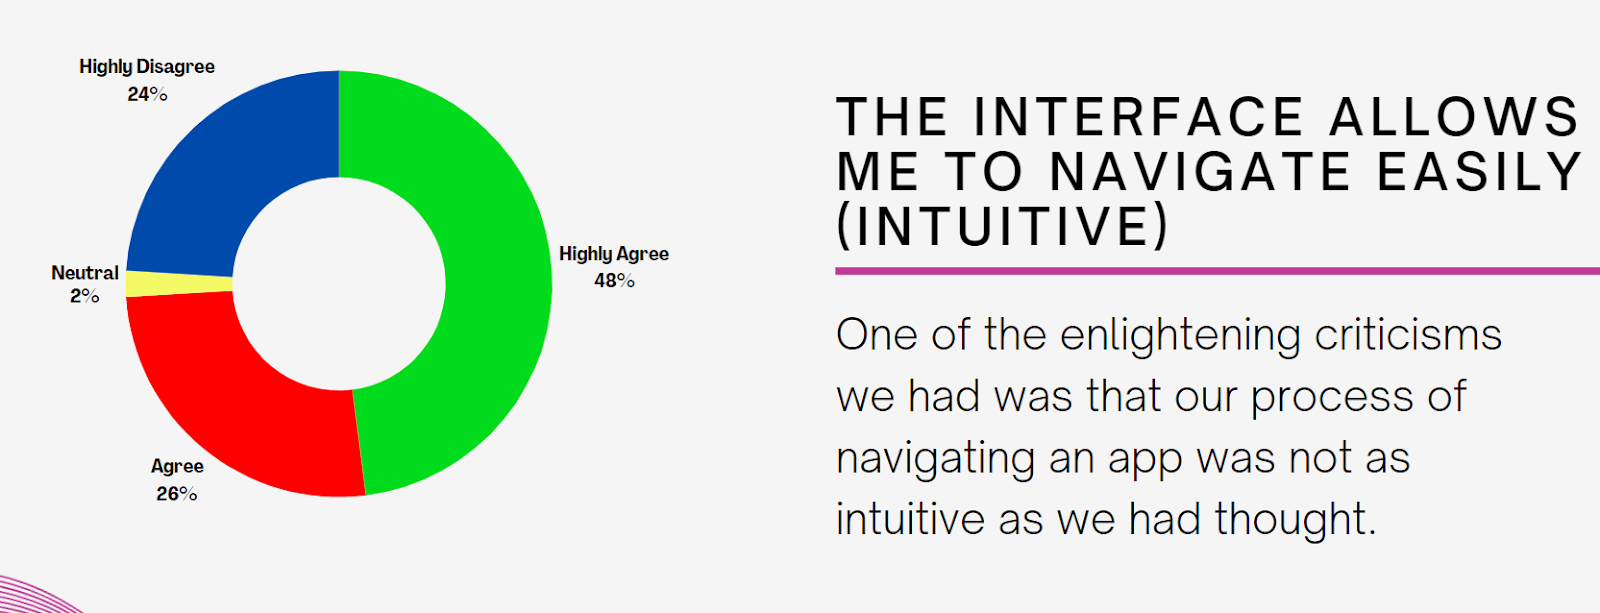 Highly Disagree
24%
Neutral
2%
Highly Agree
48%
Agree
26%
THE INTERFACE ALLOWS
ME TO NAVIGATE EASILY
(INTUITIVE)
One of the enlightening criticisms
we had was that our process of
navigating an app was not as
intuitive as we had thought.